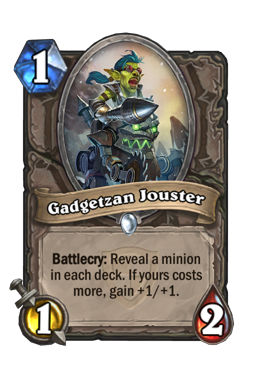 1
Gadgetzan Jouster
Battlecry: Reveal a minion
in each deck. If yours costs
more, gain +1/+1.
1
2